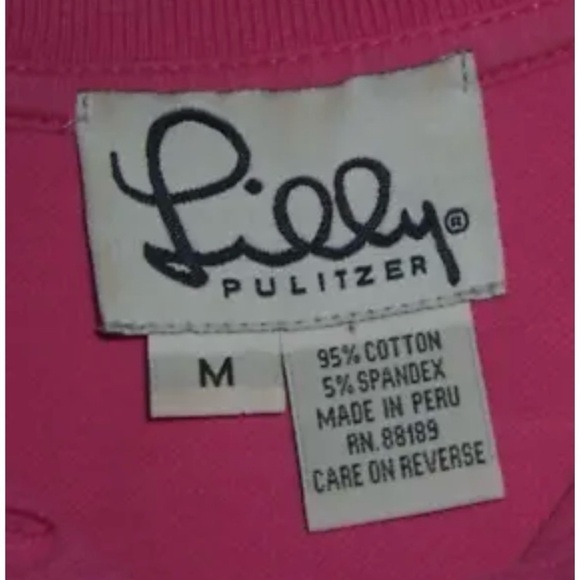 Lilly®
PULITZER
M
95% COTTON
5% SPANDEX
MADE IN PERU
RN. 88189
CARE ON REVERSE